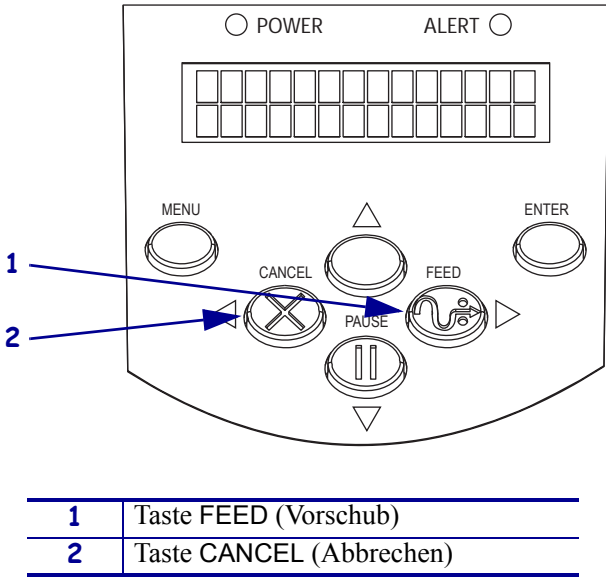 POWER ALERT
MENU ENTER
CANCEL FEED
1
PAUSE
2
1 Taste FEED (Vorschub)
2 Taste CANCEL (Abbrechen)